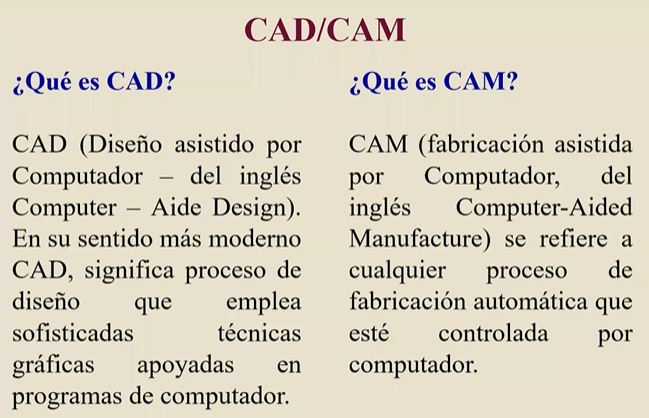 CAD/CAM
¿Qué es CAD?
CAD (Diseño asistido por
Computador – del inglés
Computer – Aide Design).
En su sentido más moderno
CAD, significa proceso de
diseño que emplea
sofisticadas técnicas
gráficas apoyadas en
programas de computador.
¿Qué es CAM?
CAM (fabricación asistida
por Computador, del
inglés Computer-Aided
Manufacture) se refiere a
cualquier proceso de
fabricación automática que
esté controlada por
computador.